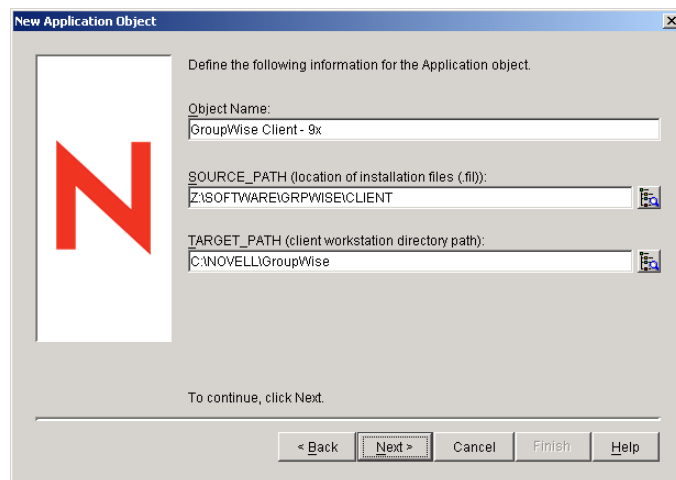 New Application Object
Define the following information for the Application object.
Object Name:
GroupWise Client - 9x
SOURCE_PATH (location of installation files (.fil)):
Z:\SOFTWARE\GRPWISE\CLIENT
TARGET_PATH (client workstation directory path):
C:\NOVELL\GroupWise
N
To continue, click Next.
< Back Next > Cancel Finish Help